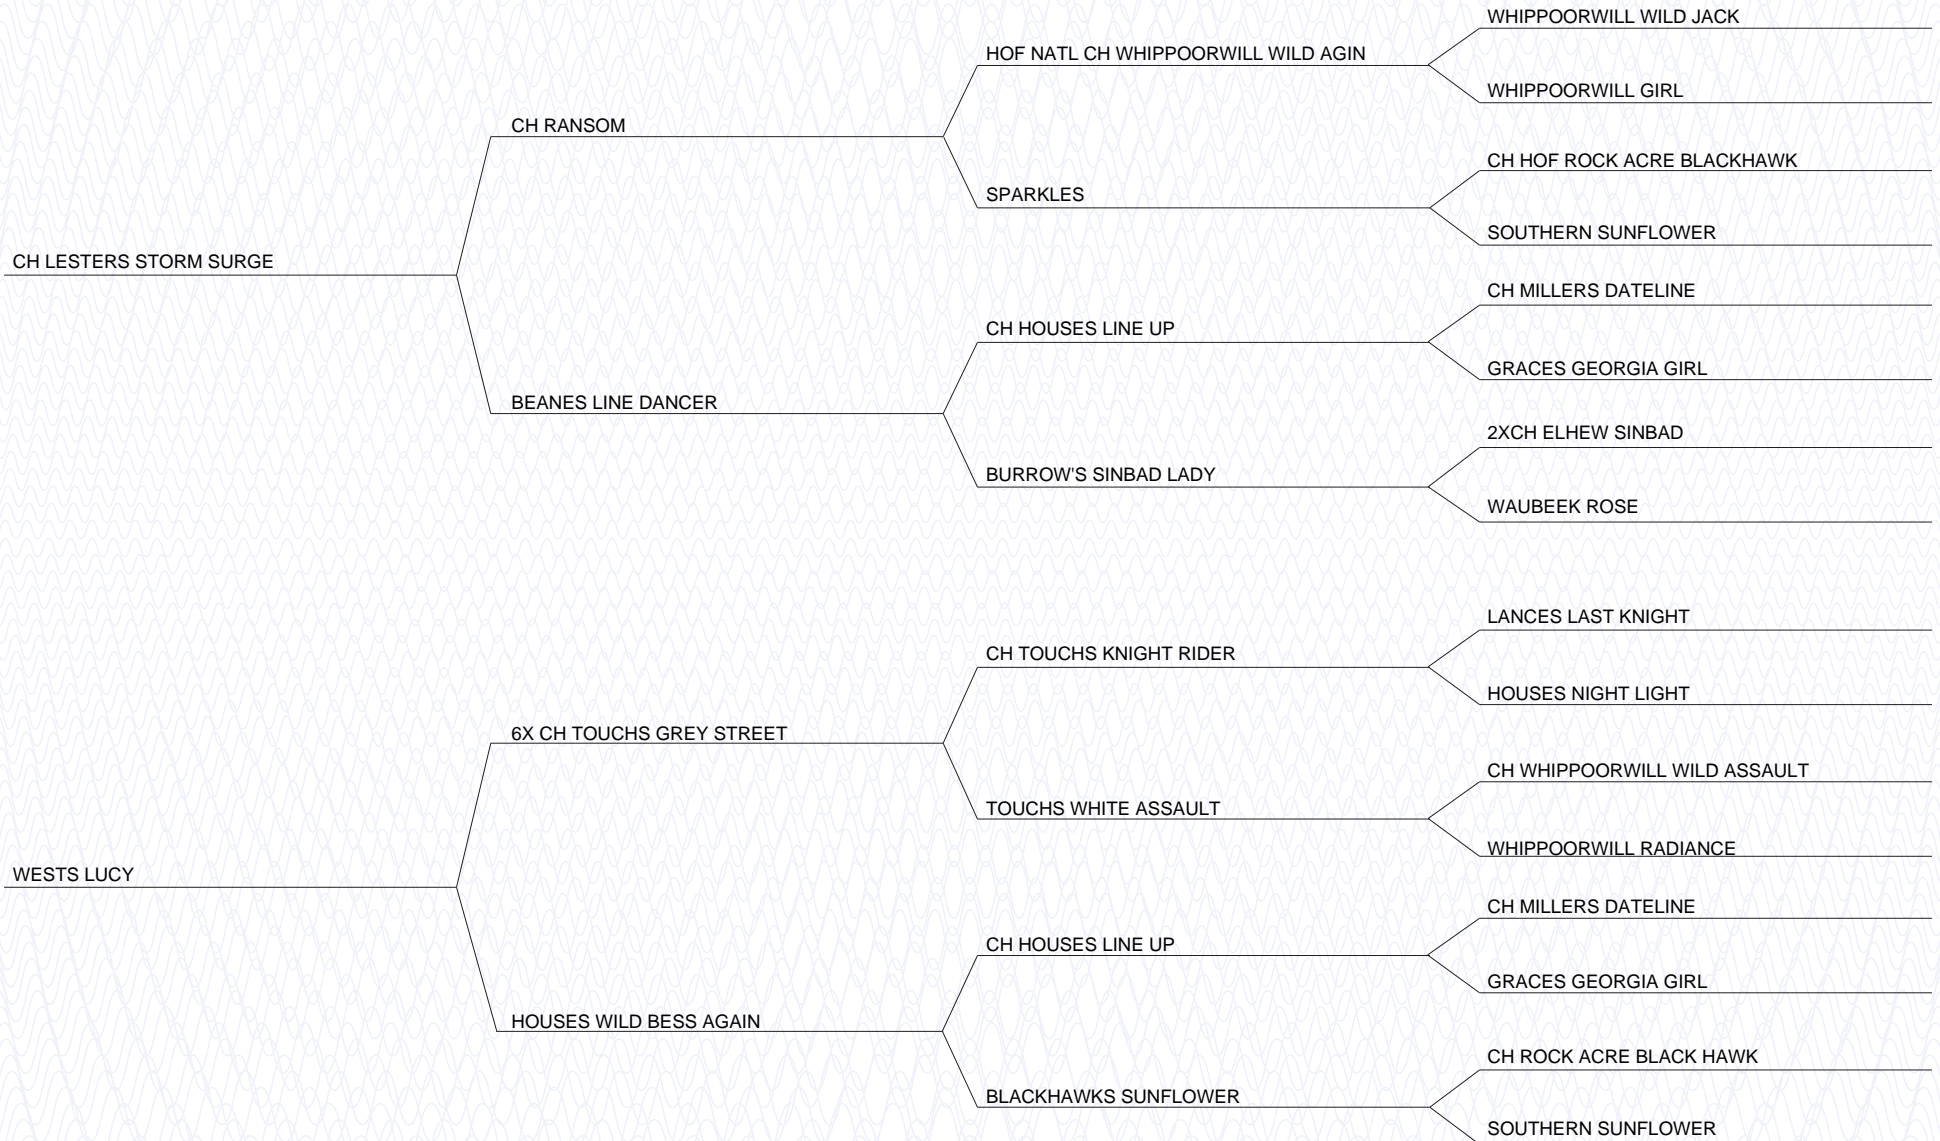 WHIPPOORWILL WILD JACK
HOF NATL CH WHIPPOORWILL WILD AGIN
WHIPPOORWILL GIRL
CH RANSOM
CH HOF ROCK ACRE BLACKHAWK
SPARKLES
SOUTHERN SUNFLOWER
CH LESTERS STORM SURGE
CH MILLERS DATELINE
CH HOUSES LINE UP
GRACES GEORGIA GIRL
BEANES LINE DANCER
2XCH ELHEW SINBAD
BURROW'S SINBAD LADY
WAUBEEK ROSE
LANCES LAST KNIGHT
CH TOUCHS KNIGHT RIDER
HOUSES NIGHT LIGHT
6X CH TOUCHS GREY STREET
CH WHIPPOORWILL WILD ASSAULT
TOUCHS WHITE ASSAULT
WHIPPOORWILL RADIANCE
WESTS LUCY
CH MILLERS DATELINE
CH HOUSES LINE UP
GRACES GEORGIA GIRL
HOUSES WILD BESS AGAIN
CH ROCK ACRE BLACK HAWK
BLACKHAWKS SUNFLOWER
SOUTHERN SUNFLOWER